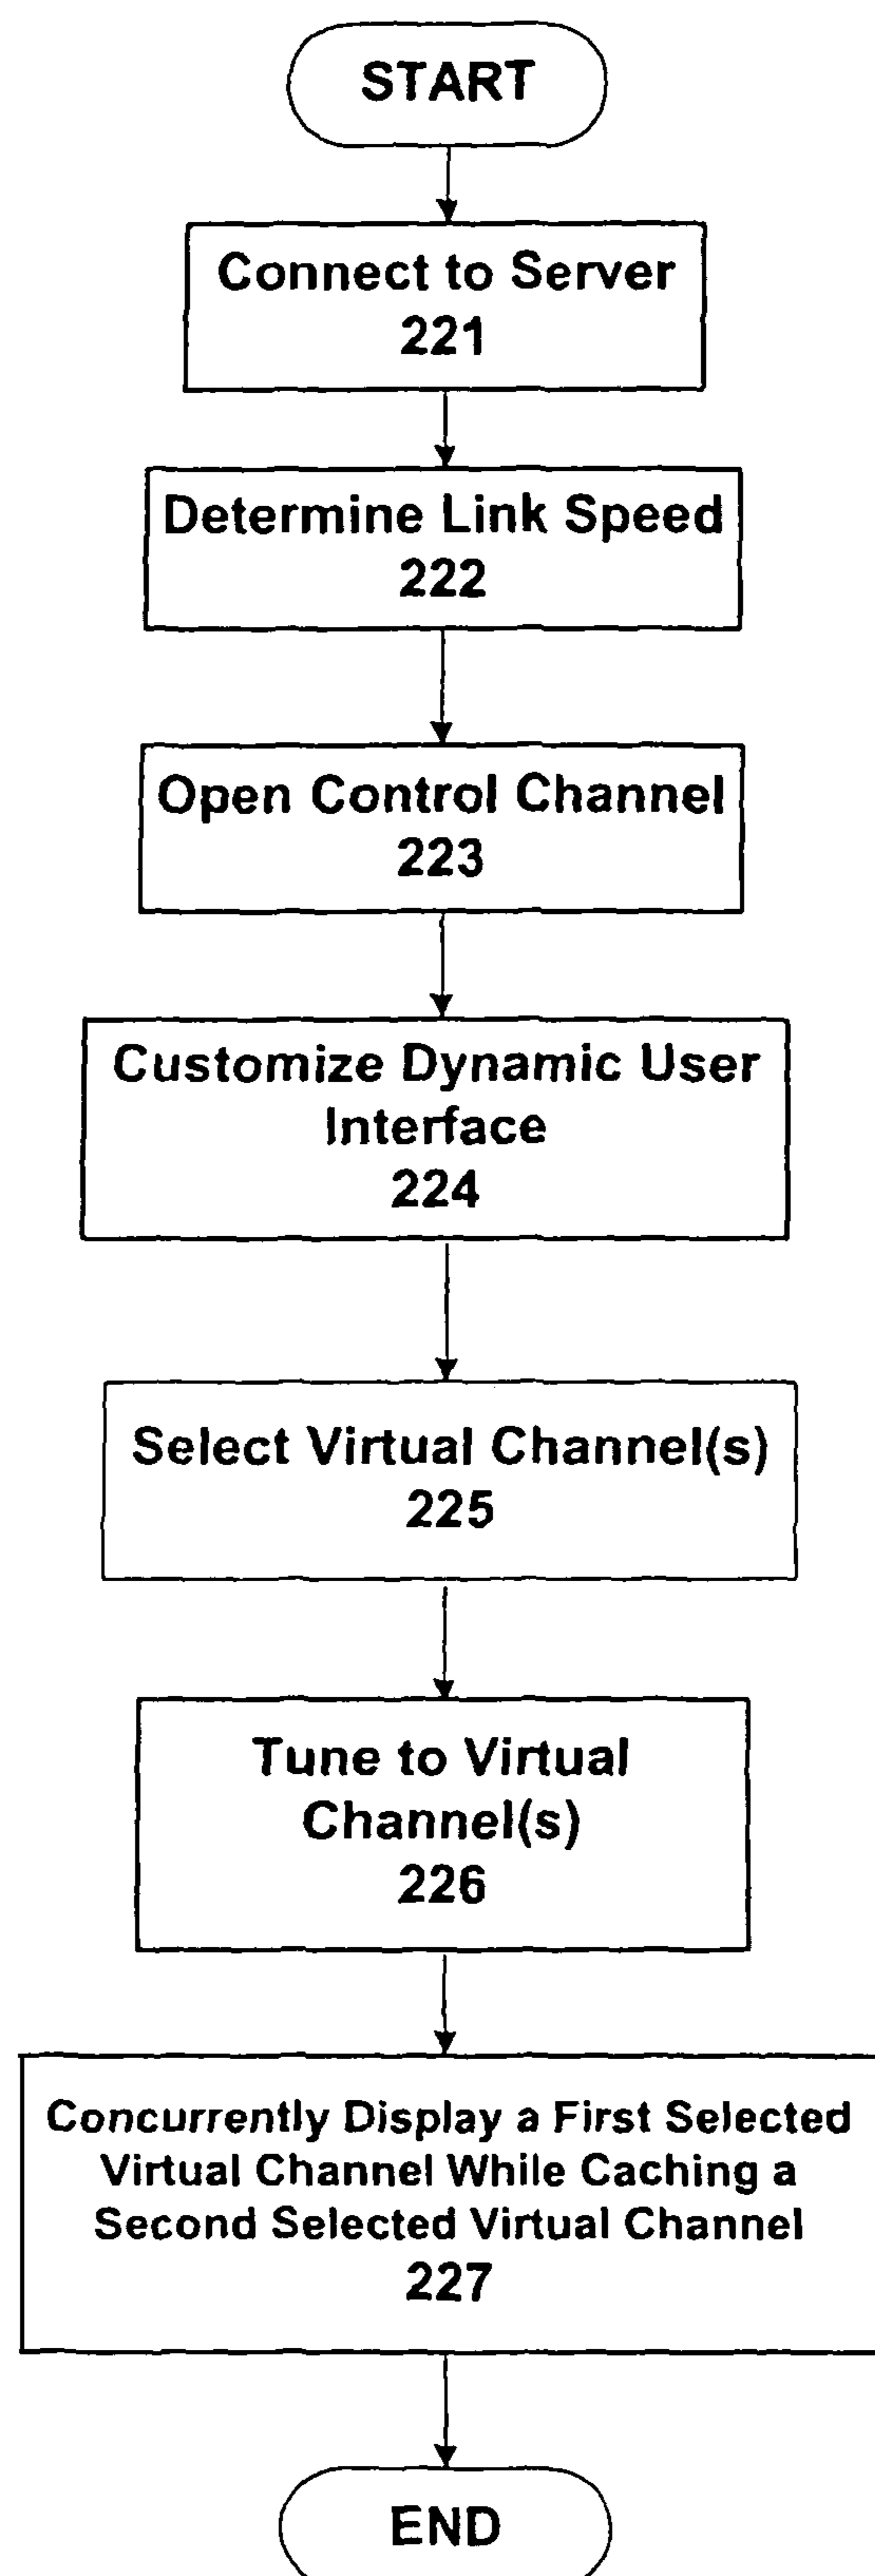 START
Connect to Server
221
Determine Link Speed
222
Open Control Channel
223
Customize Dynamic User
Interface
224
Select Virtual Channel(s)
225
Tune to Virtual
Channel(s)
226
Concurrently Display a First Selected
Virtual Channel While Caching a
Second Selected Virtual Channel
227
END